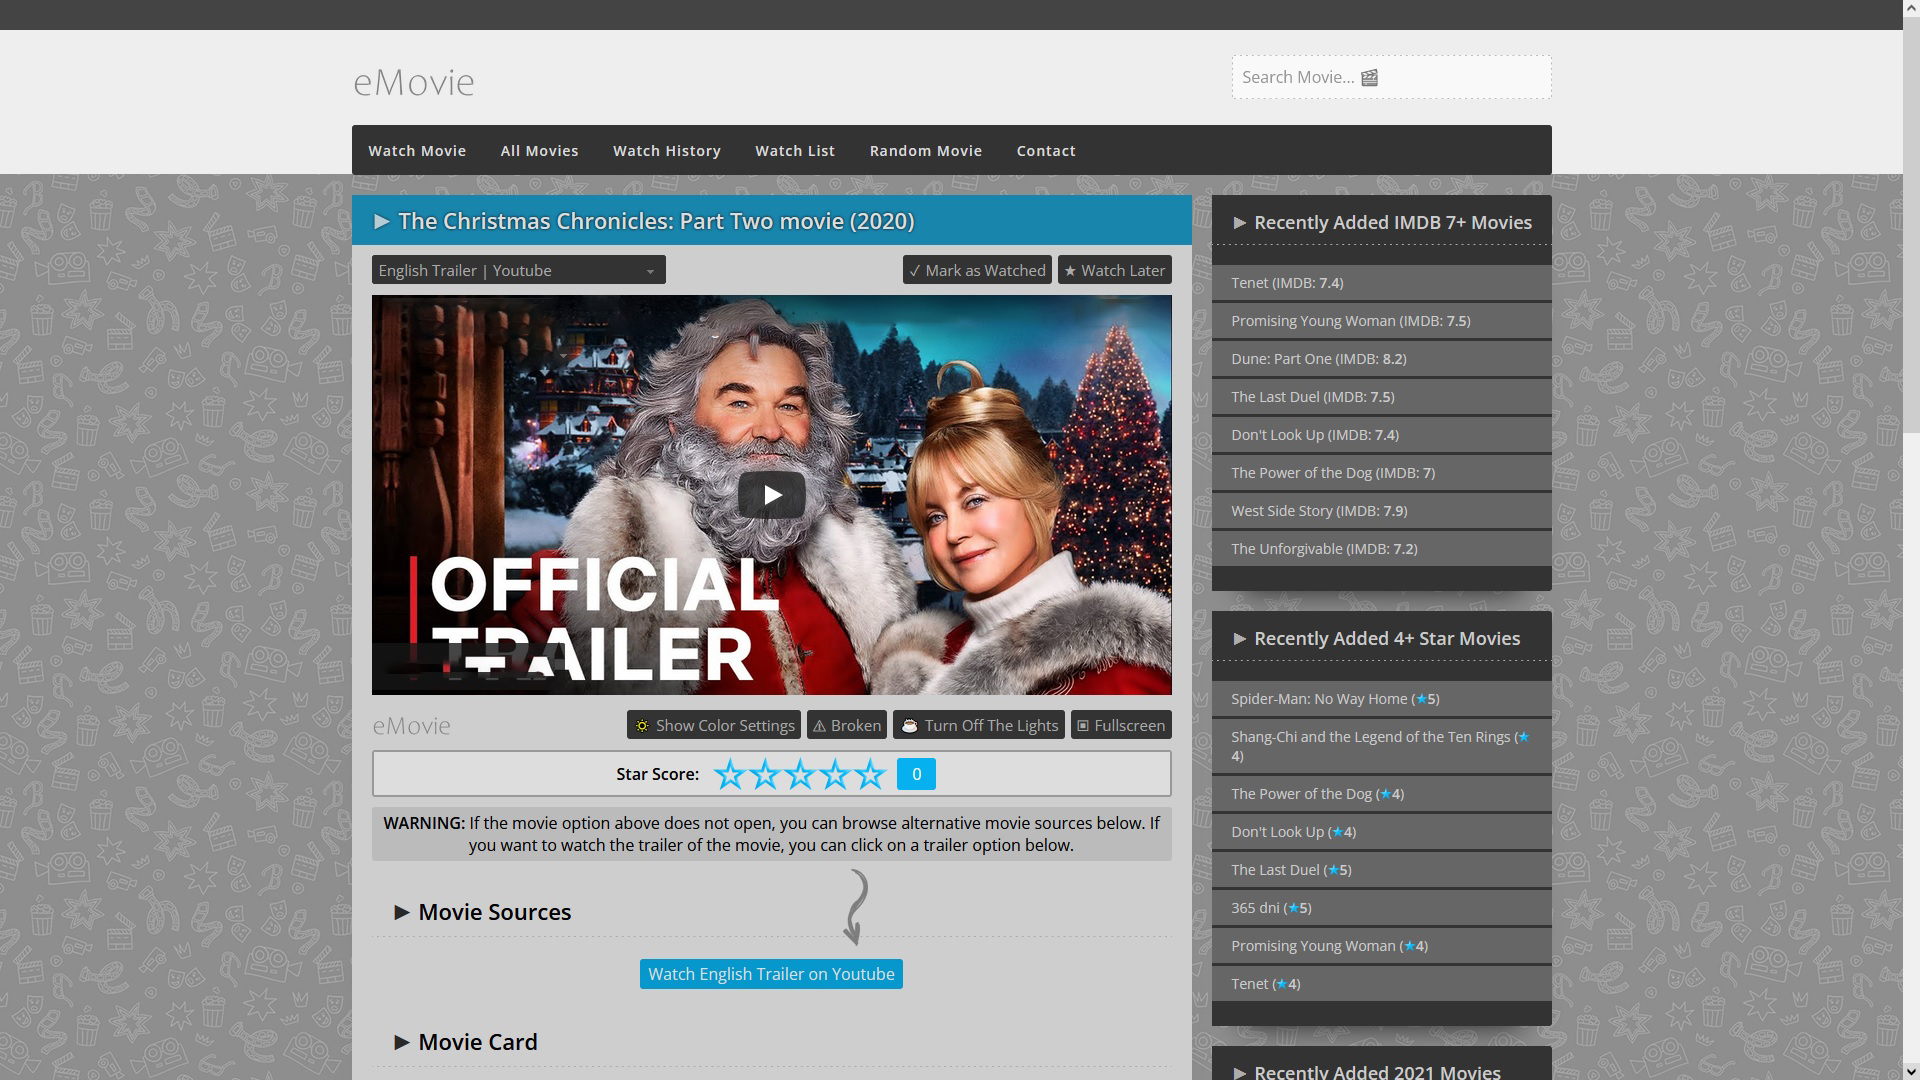 eMovie
Search Movie...
Watch Movie
All Movies
Watch History
Watch List
Random Movie
Contact
The Christmas Chronicles: Part Two movie (2020)
English Trailer | Youtube
✓ Mark as Watched
★ Watch Later
OFFICIAL
TRAILER
eMovie
Show Color Settings
⚠ Broken
Turn Off The Lights
Fullscreen
Star Score:
0
WARNING: If the movie option above does not open, you can browse alternative movie sources below. If
you want to watch the trailer of the movie, you can click on a trailer option below.
Movie Sources
Watch English Trailer on Youtube
Movie Card
Recently Added IMDB 7+ Movies
Tenet (IMDB: 7.4)
Promising Young Woman (IMDB: 7.5)
Dune: Part One (IMDB: 8.2)
The Last Duel (IMDB: 7.5)
Don't Look Up (IMDB: 7.4)
The Power of the Dog (IMDB: 7)
West Side Story (IMDB: 7.9)
The Unforgivable (IMDB: 7.2)
Recently Added 4+ Star Movies
Spider-Man: No Way Home (★5)
Shang-Chi and the Legend of the Ten Rings (★
4)
The Power of the Dog (★4)
Don't Look Up (★4)
The Last Duel (★5)
365 dni (★5)
Promising Young Woman (★4)
Tenet (★4)
Recently Added 2021 Movies